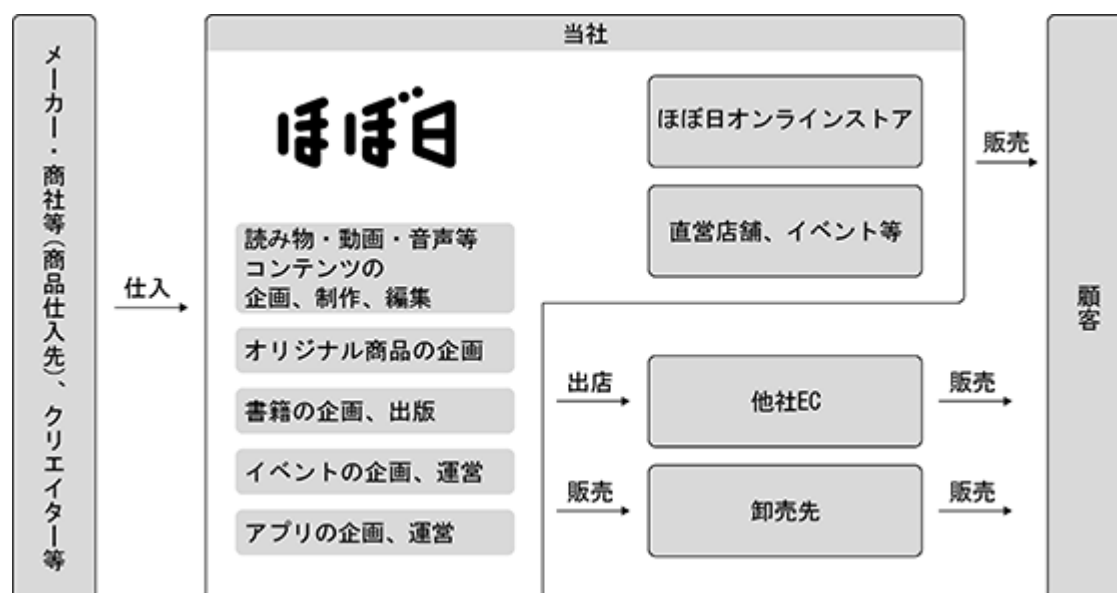 メーカー・商社等(商品仕入先)、クリエイター等
仕入
当社
ほぼ日
読み物・動画・音声等
コンテンツの
企画、制作、編集
オリジナル商品の企画
書籍の企画、出版
イベントの企画、運営
アプリの企画、運営
ほぼ日オンラインストア
直営店舗、イベント等
販売
出店
他社EC
販売
販売
卸売先
販売
顧客